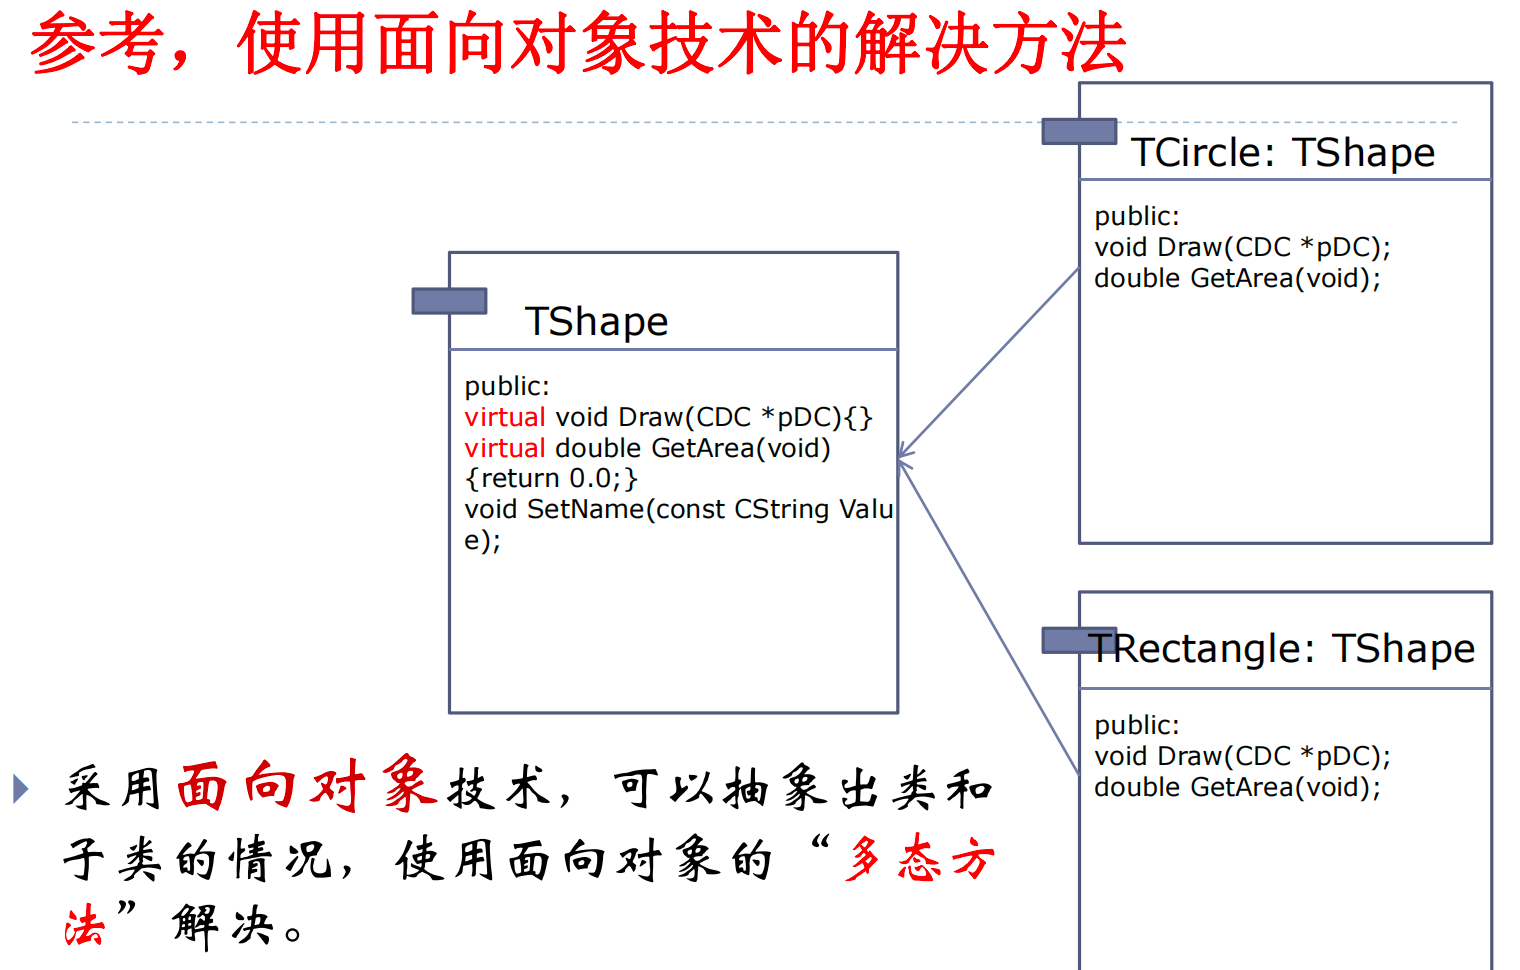 参考，使用面向对象技术的解决方法
TCircle: TShape
public:
void Draw(CDC *pDC);
double GetArea(void);
TShape
public:
virtual void Draw(CDC *pDC){}
virtual double GetArea(void)
{return 0.0;}
void SetName(const CString Valu
e);
TRectangle: TShape
public:
void Draw(CDC *pDC);
double GetArea(void);
采用面向对象技术，可以抽象出类和
子类的情况，使用面向对象的“多态方
法”解决。